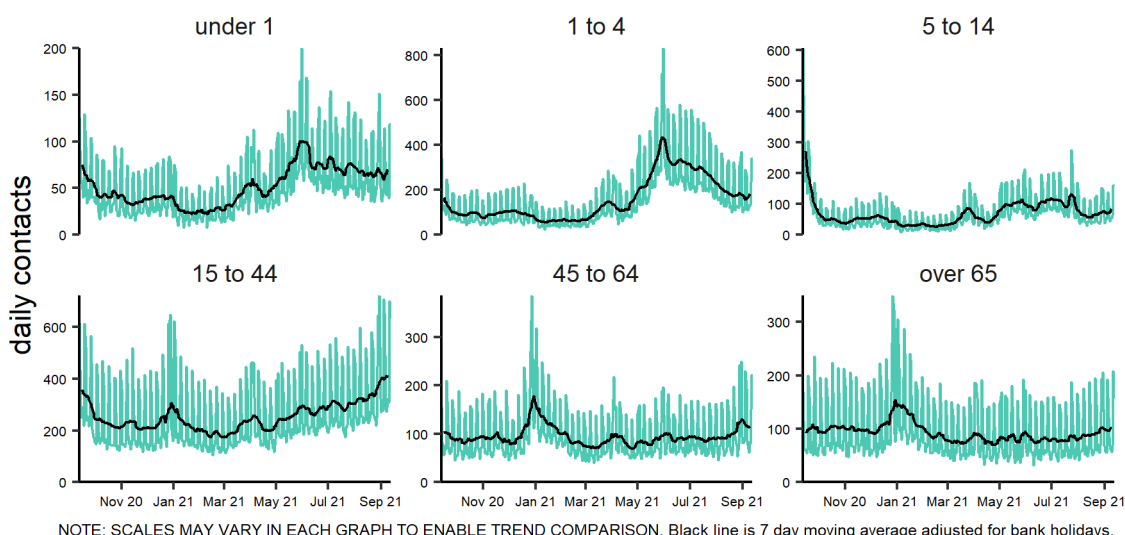 under 1
1 to 4
5 to 14
200
150
100
50
0
800
600
400
200
0
600
500
400
300
200
100
0
daily contacts
15 to 44
45 to 64
over 65
600
400
200
0
300
200
100
0
300
200
100
0
Nov 20 Jan 21 Mar 21 May 21 Jul 21 Sep 21
Nov 20 Jan 21 Mar 21 May 21 Jul 21 Sep 21
Nov 20 Jan 21 Mar 21 May 21 Jul 21 Sep 21
NOTE: SCALES MAY VARY IN EACH GRAPH TO ENABLE TREND COMPARISON. Black line is 7 day moving average adjusted for bank holidays.